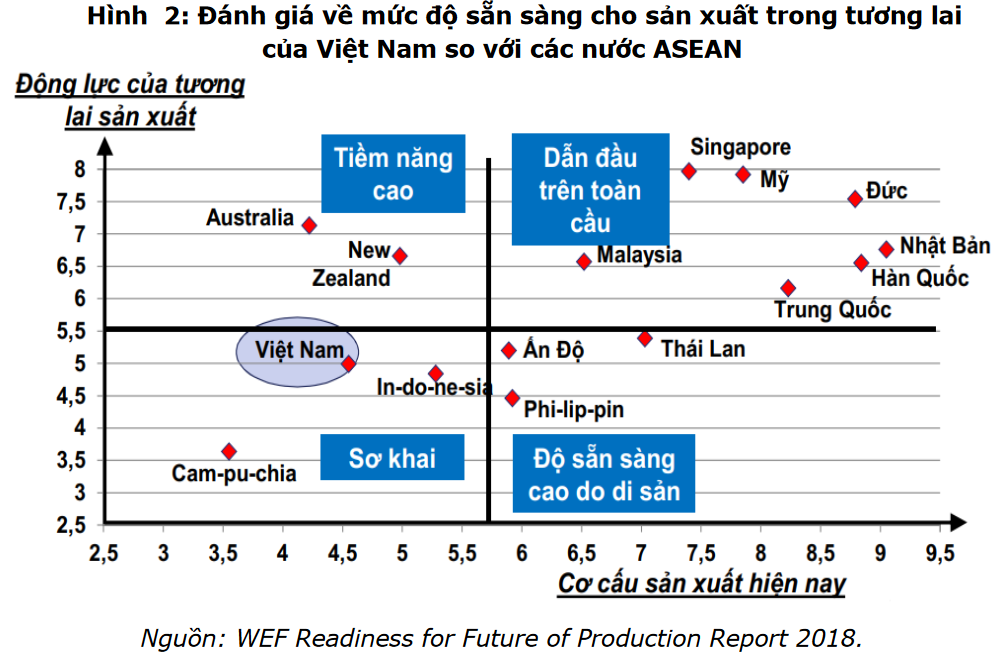 Hình 2: Đánh giá về mức độ sẵn sàng cho sản xuất trong tương lai
của Việt Nam so với các nước ASEAN
Động lực của tương
lai sản xuất
Tiềm năng
cao
Dẫn đầu
trên toàn
cầu
Singapore
Mỹ
Đức
Australia
New
Zealand
Malaysia
Nhật Bản
Hàn Quốc
Trung Quốc
Việt Nam
Ấn Độ
Thái Lan
In-do-ne-sia
Phi-lip-pin
Cam-pu-chia
Sơ khai
Độ sẵn sàng
cao do di sản
8
7,5
7
6,5
6
5,5
5
4,5
4
3,5
3
2,5
2,5 3 3,5 4 4,5 5 5,5 6 6,5 7 7,5 8 8,5 9 9,5
Cơ cấu sản xuất hiện nay
Nguồn: WEF Readiness for Future of Production Report 2018.